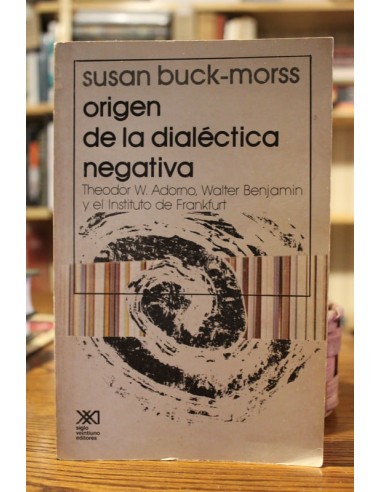 susan buck-morss
origen
de la dialéctica
negativa
Theodor W. Adorno, Walter Benjamin
y el Instituto de Frankfurt
siglo
veintiuno
editores